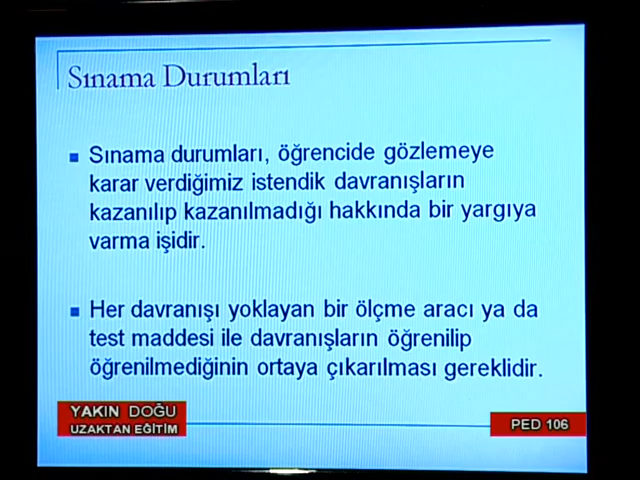 Sınama Durumları
Sınama durumları, öğrencide gözlemeye
karar verdiğimiz istendik davranışların
kazanılıp kazanılmadığı hakkında bir yargıya
varma işidir.
Her davranışı yoklayan bir ölçme aracı ya da
test maddesi ile davranışların öğrenilip
öğrenilmediğinin ortaya çıkarılması gereklidir.
YAKIN DOĞU
UZAKTAN EĞİTİM
PED 106